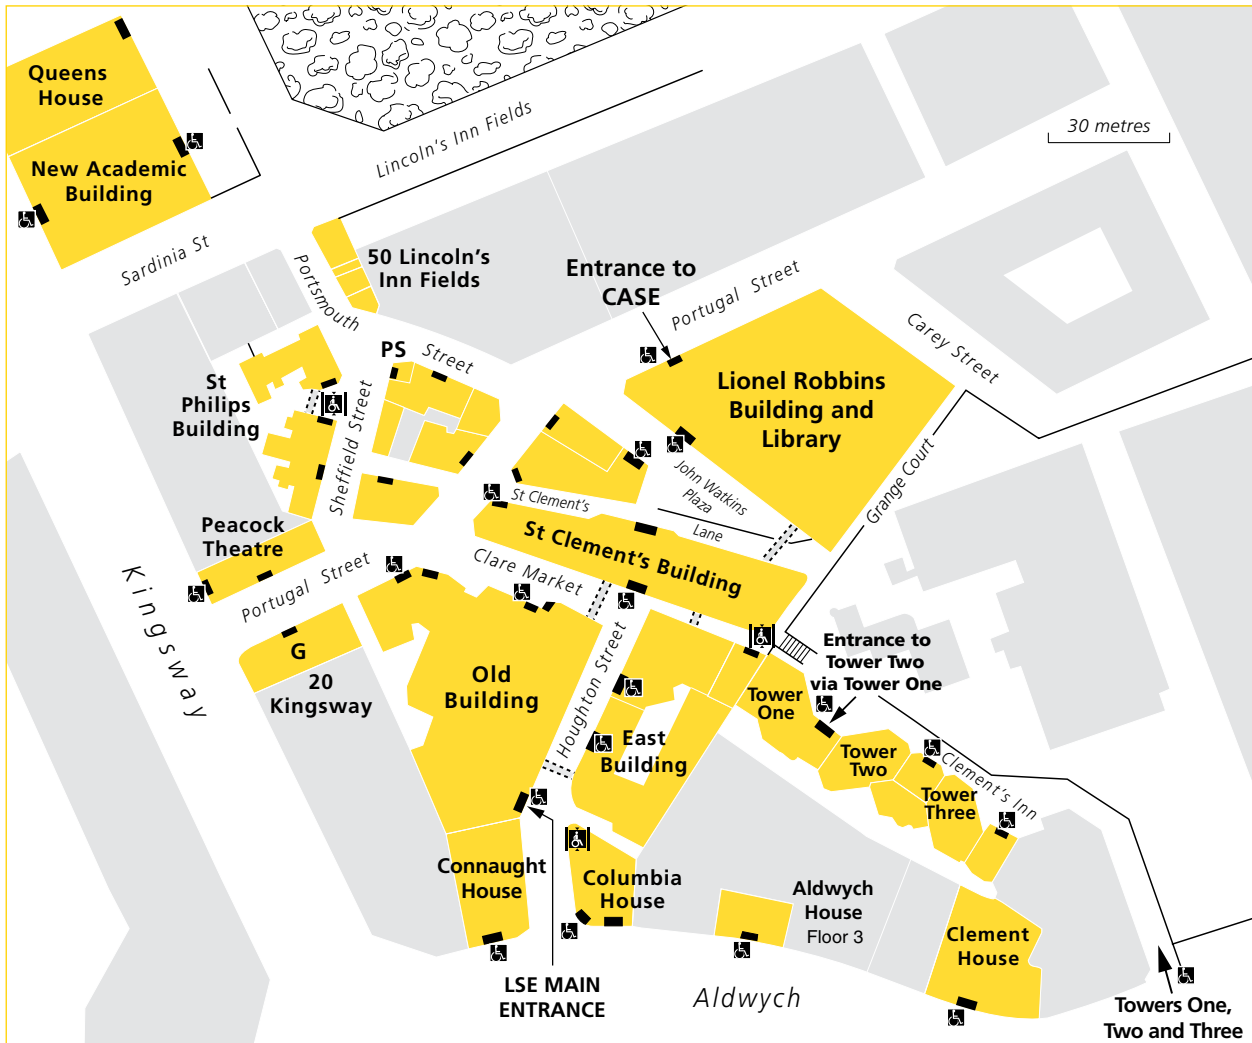 Queens
House
New Academic
Building
Lincoln's Inn Fields
30 metres
Sardinia St
Portsmouth
Street
50 Lincoln's
Inn Fields
Entrance to
CASE
Portugal Street
Carey Street
PS
St
Philips
Building
Sheffield Street
Lionel Robbins
Building and
Library
John Watkins
Plaza
Grange Court
St Clement's
Lane
St Clement's Building
Peacock
Theatre
Portugal Street
Clare Market
Kingsway
G
20
Kingsway
Old
Building
Houghton Street
East
Building
Entrance to
Tower Two
via Tower One
Tower
One
Tower
Two
Tower
Three
Clement's Inn
Connaught
House
Columbia
House
Aldwych
House
Floor 3
Clement
House
LSE MAIN
ENTRANCE
Aldwych
Towers One,
Two and Three